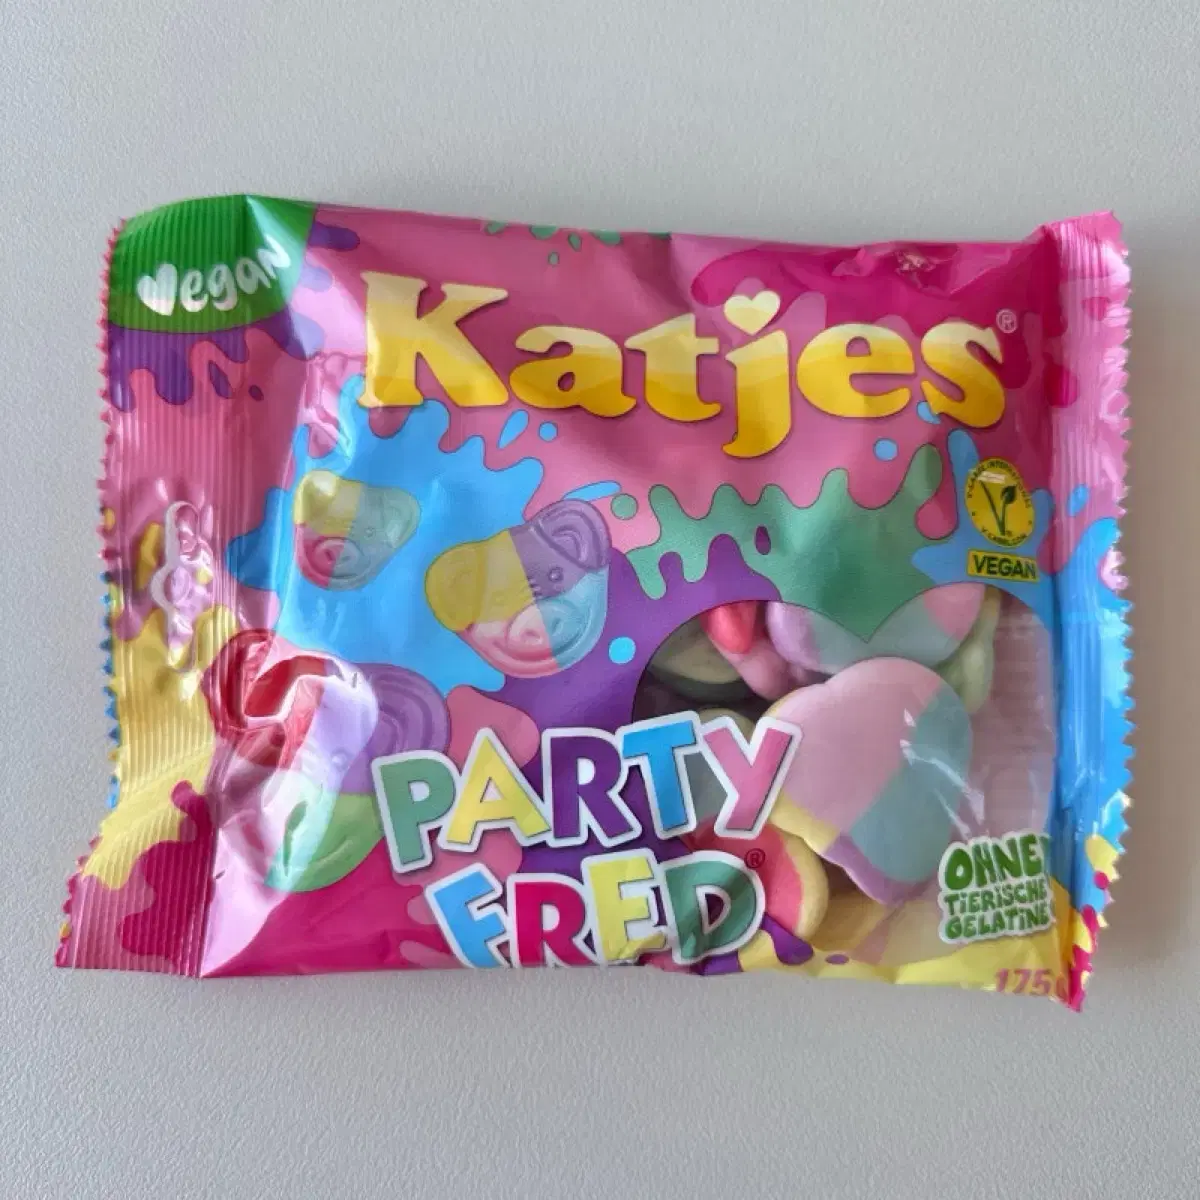 vegan
Katjes®
VEGAN
PARTY
FRED®
OHNE
TIERISCHE
GELATINE
175